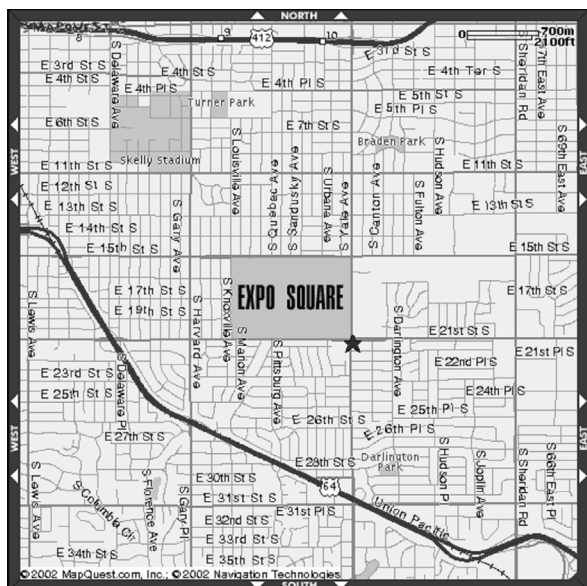 NORTH
MAPQUEST
8
9
412
10
0 700m
2100ft
E 3rd St S
E 3rd St S
E 4th St S
E 4th St S
E 4th Pl S
E 4th Pl S
E 4th Ter S
S Delaware Ave
S Sheridan Rd
67th East Ave
Turner Park
E 5th St S
E 5th Pl S
E 6th St S
E 7th St S
Braden Park
WEST
EAST
Skelly Stadium
E 11th St S
E 11th St S
S Louisville Ave
S Quebec Ave
S Sandusky Ave
S Urbana Ave
S Yale Ave
S Canton Ave
S Fulton Ave
S Hudson Ave
S 69th East Ave
E 12th St S
E 13th St S
E 13th St S
E 14th St S
E 15th St S
E 15th St S
S Gary Ave
EXPO SQUARE
E 17th St S
E 17th St S
E 19th St S
S Lewis Ave
S Harvard Ave
S Knoxville Ave
S Marion Ave
S Pittsburg Ave
S Darlington Ave
E 21st St S
E 21st Pl S
E 22nd Pl S
E 23rd St S
E 24th Pl S
E 25th St S
E 25th Pl S
S Delaware Pl
E 26th St S
E 26th Pl S
E 27th St S
E 28th St S
WEST
EAST
Darlington Park
S Hudson Pl
S Joplin Ave
S Sheridan Rd
S 66th East Pl
E 30th St S
64
S Lewis Ave
S Columbia Cir
S Florence Ave
S Gary Pl
E 31st St S
E 31st Pl S
Union Pacific
E 32nd St S
E 33rd St S
E 34th St S
E 35th St S
©2002 MapQuest.com, Inc.; ©2002 Navigation Technologies
SOUTH